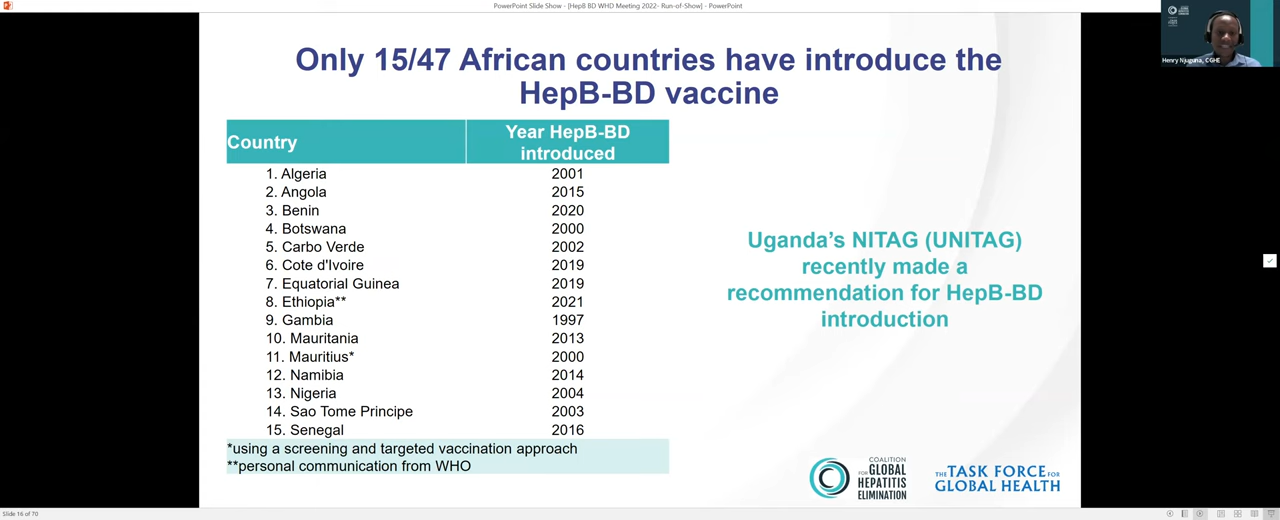 PowerPoint Slide Show - [HepB BD WHD Meeting 2022- Run-of-Show] - PowerPoint
Henry Njuguna, CGHE
Only 15/47 African countries have introduce the
HepB-BD vaccine
Country
Year HepB-BD
introduced
1. Algeria 2001
2. Angola 2015
3. Benin 2020
4. Botswana 2000
5. Carbo Verde 2002
6. Cote d'Ivoire 2019
7. Equatorial Guinea 2019
8. Ethiopia** 2021
9. Gambia 1997
10. Mauritania 2013
11. Mauritius* 2000
12. Namibia 2014
13. Nigeria 2004
14. Sao Tome Principe 2003
15. Senegal 2016
*using a screening and targeted vaccination approach
**personal communication from WHO
Uganda’s NITAG (UNITAG)
recently made a
recommendation for HepB-BD
introduction
COALITION
FOR GLOBAL
HEPATITIS
ELIMINATION
THE TASK FORCE FOR
GLOBAL HEALTH
Slide 16 of 70